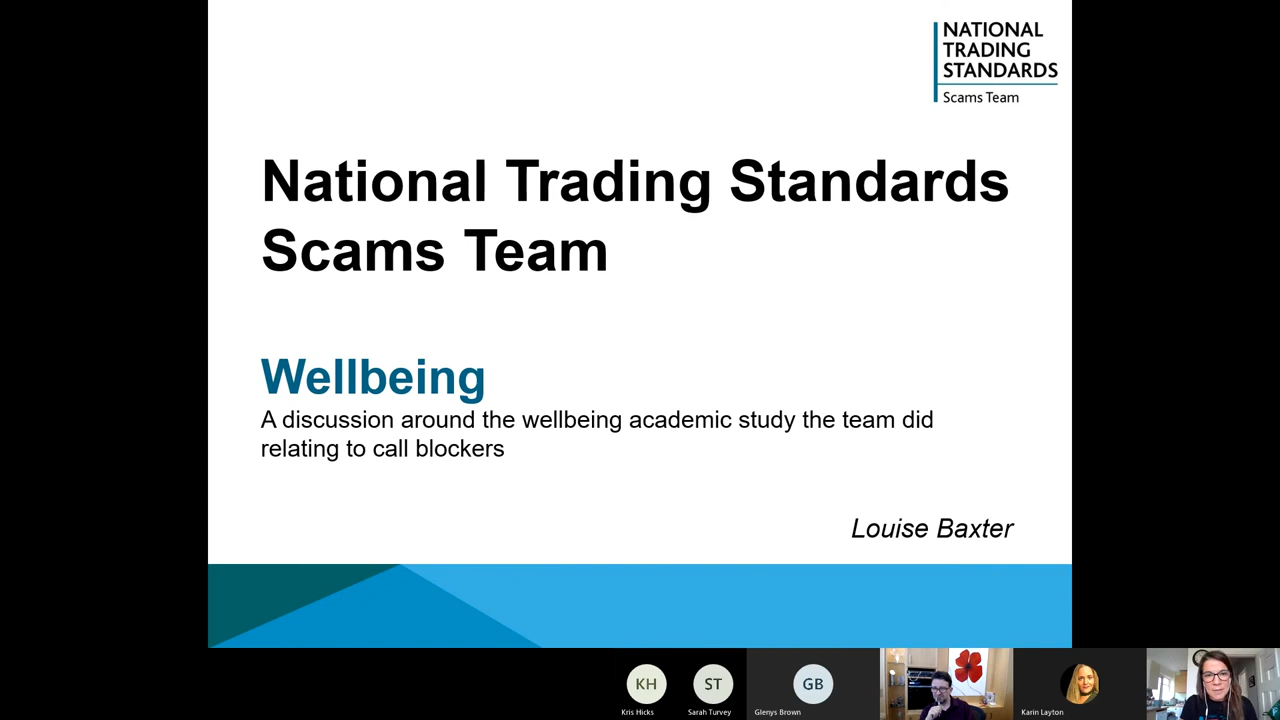 NATIONAL
TRADING
STANDARDS
Scams Team
National Trading Standards
Scams Team
Wellbeing
A discussion around the wellbeing academic study the team did
relating to call blockers
Louise Baxter
KH
ST
GB
Kris Hicks
Sarah Turvey
Glenys Brown
Karin Layton